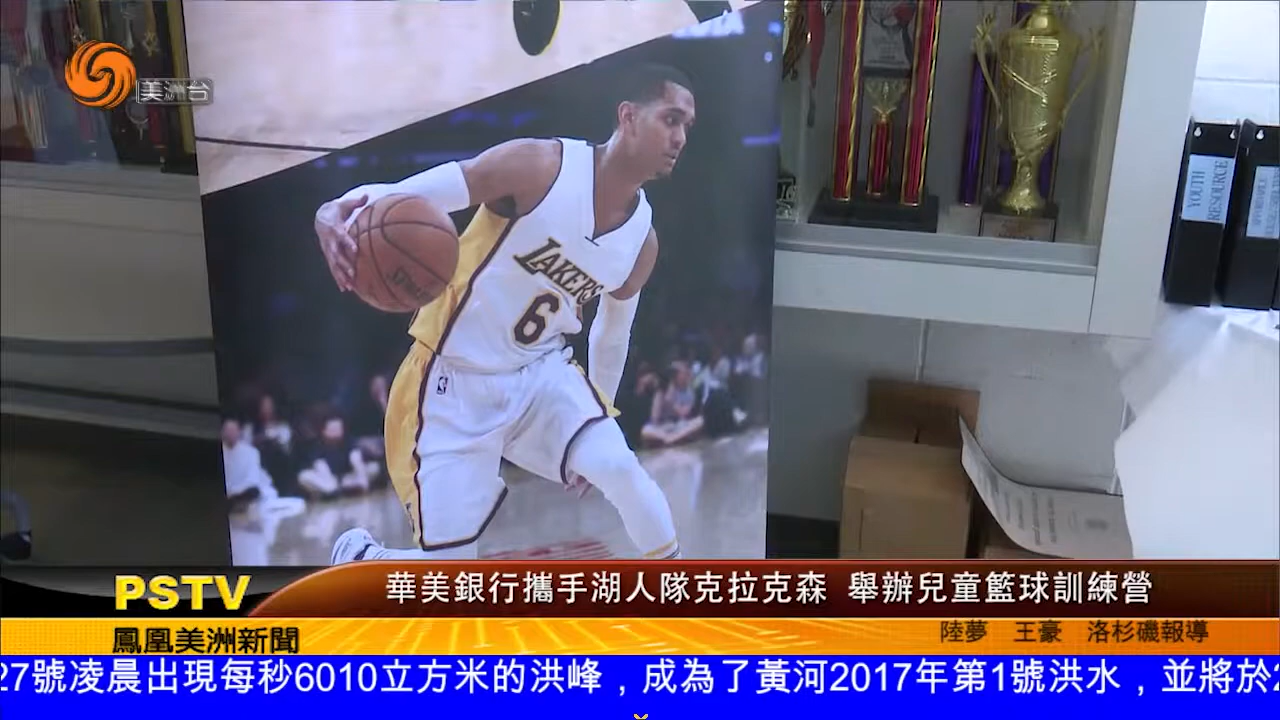 美洲台
YOUTH
RESOURCE
SPALDING
LAKERS
6
PSTV
華美銀行攜手湖人隊克拉克森 舉辦兒童籃球訓練營
鳳凰美洲新聞
陸夢 王豪 洛杉磯報導
27號凌晨出現每秒6010立方米的洪峰，成為了黃河2017年第1號洪水，並將於2